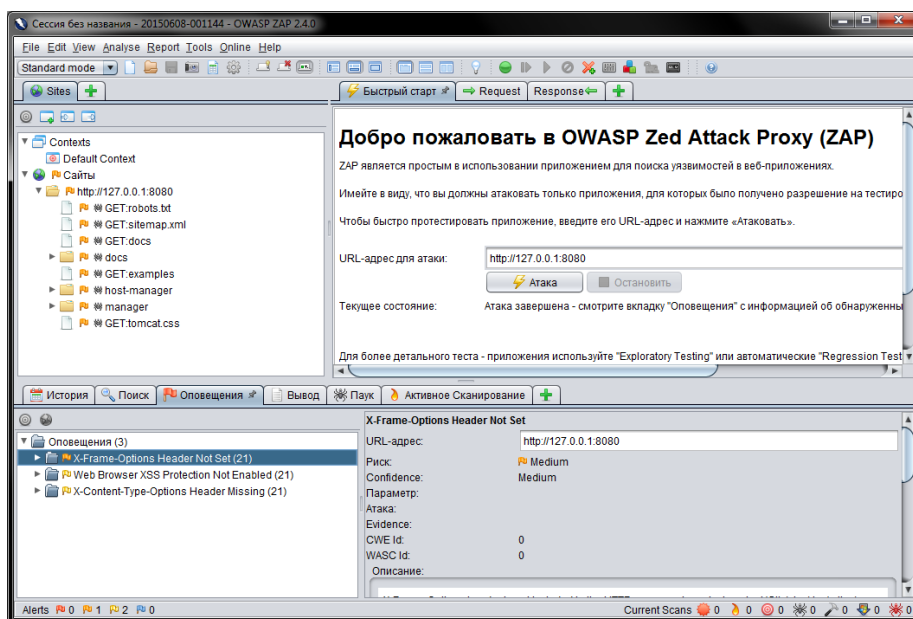 Сессия без названия - 20150608-001144 - OWASP ZAP 2.4.0
File Edit View Analyse Report Tools Online Help
Standard mode
Sites
Быстрый старт
Request
Response
Contexts
Default Context
Сайты
http://127.0.0.1:8080
GET:robots.txt
GET:sitemap.xml
GET:docs
docs
GET:examples
host-manager
manager
GET:tomcat.css
Добро пожаловать в OWASP Zed Attack Proxy (ZAP)
ZAP является простым в использовании приложением для поиска уязвимостей в веб-приложениях.
Имейте в виду, что вы должны атаковать только приложения, для которых было получено разрешение на тестиро
Чтобы быстро протестировать приложение, введите его URL-адрес и нажмите «Атаковать».
URL-адрес для атаки: http://127.0.0.1:8080
Атака Остановить
Текущее состояние: Атака завершена - смотрите вкладку "Оповещения" с информацией об обнаруженны
Для более детального теста - приложения используйте "Exploratory Testing" или автоматические "Regression Test
История Поиск Оповещения Вывод Паук Активное Сканирование
Оповещения (3)
X-Frame-Options Header Not Set (21)
Web Browser XSS Protection Not Enabled (21)
X-Content-Type-Options Header Missing (21)
X-Frame-Options Header Not Set
URL-адрес: http://127.0.0.1:8080
Риск: Medium
Confidence: Medium
Параметр:
Атака:
Evidence:
CWE Id: 0
WASC Id: 0
Описание:
Alerts 0 1 2 0
Current Scans 0 0 0 0 0 0 0